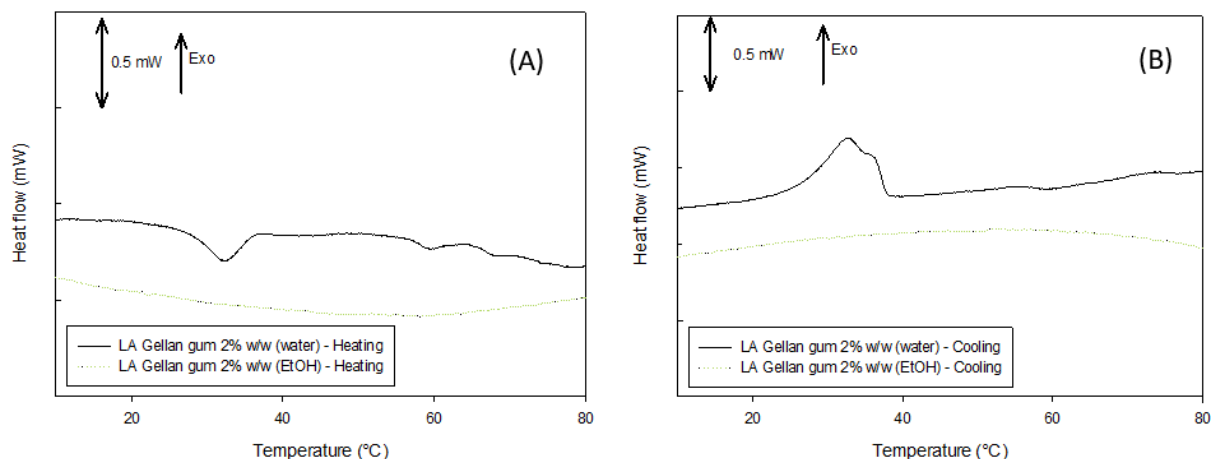 0.5 mW
Exo
(A)
Heat flow (mW)
LA Gellan gum 2% w/w (water) - Heating
LA Gellan gum 2% w/w (EtOH) - Heating
20
40
60
80
Temperature (°C)
0.5 mW
Exo
(B)
Heat flow (mW)
LA Gellan gum 2% w/w (water) - Cooling
LA Gellan gum 2% w/w (EtOH) - Cooling
20
40
60
80
Temperature (°C)